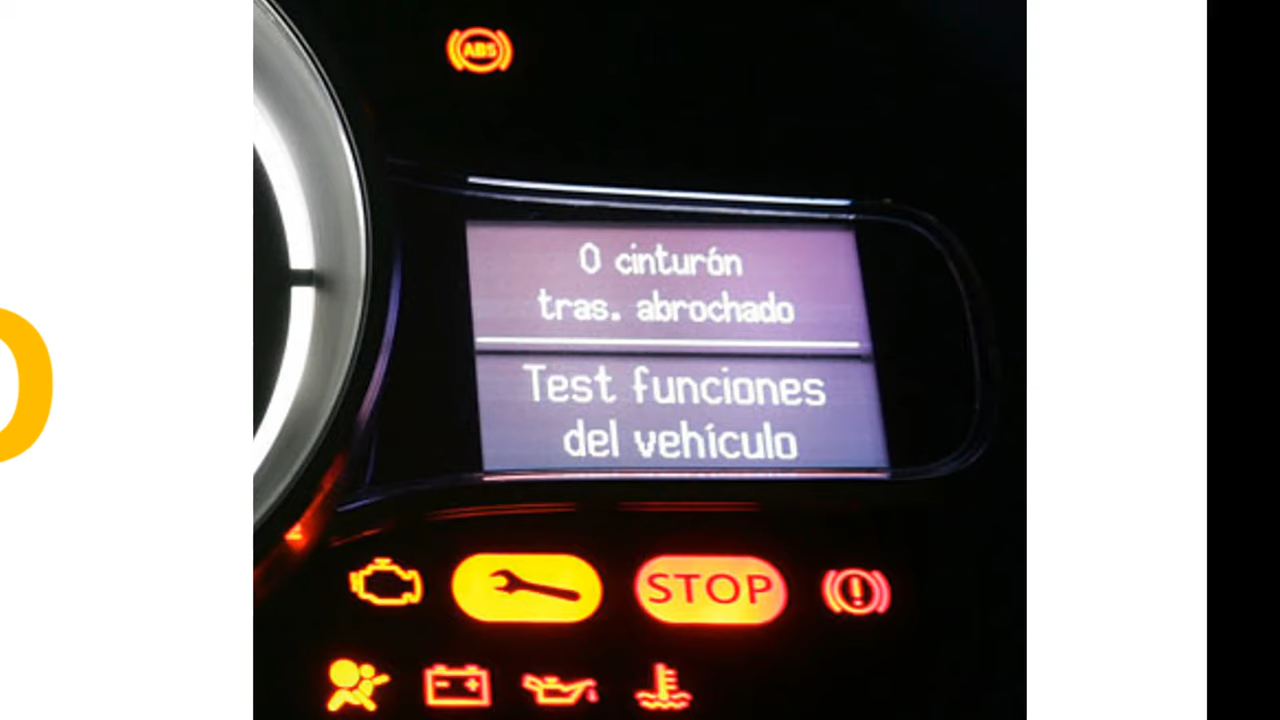 ABS
0 cinturón
tras. abrochado
Test funciones
del vehículo
STOP